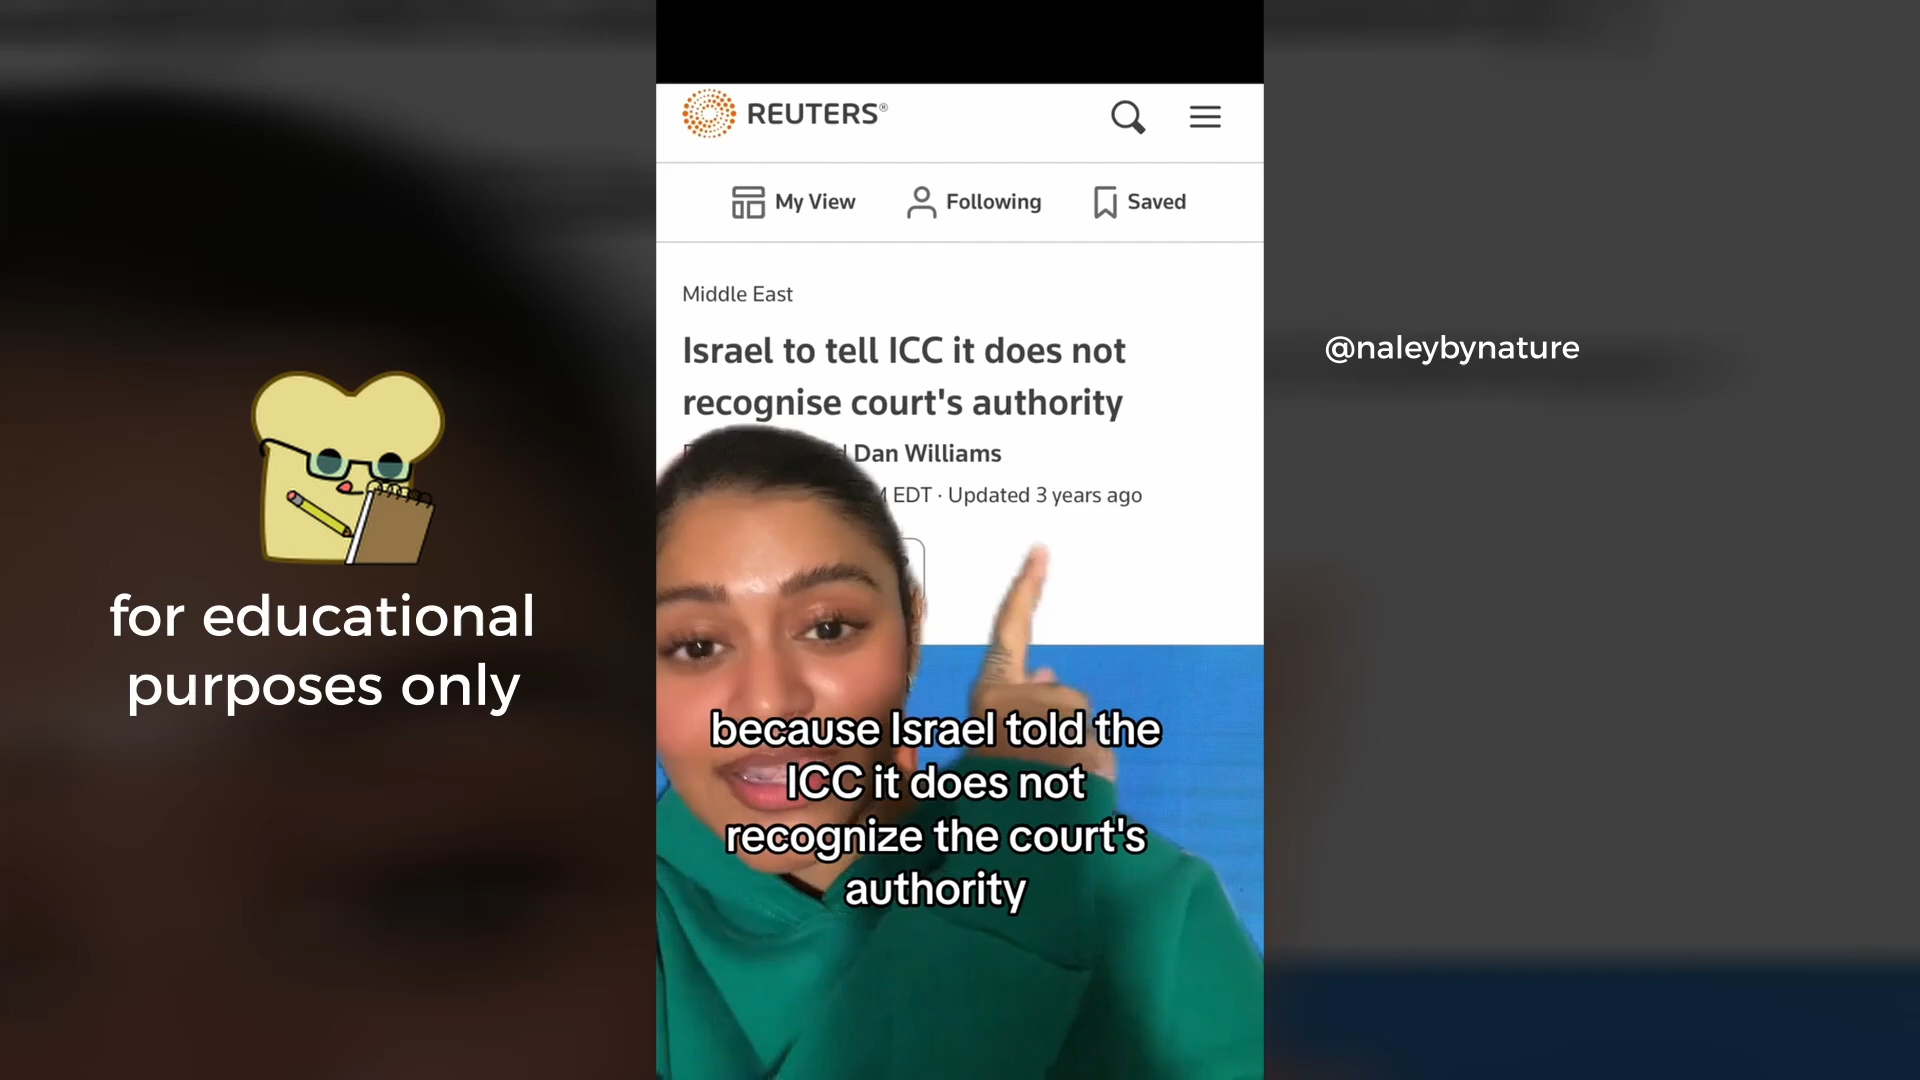 REUTERS®
My View
Following
Saved
Middle East
Israel to tell ICC it does not
recognise court's authority
Dan Williams
EDT · Updated 3 years ago
@naleybynature
for educational
purposes only
because Israel told the
ICC it does not
recognize the court's
authority